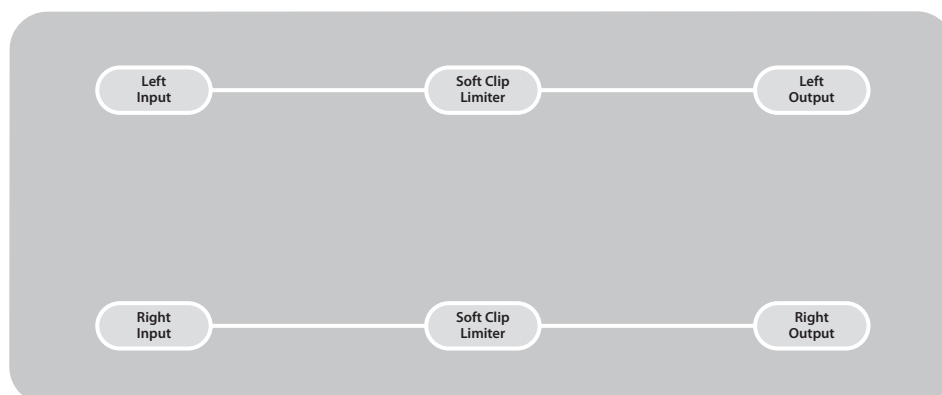 Left
Input
Soft Clip
Limiter
Left
Output
Right
Input
Soft Clip
Limiter
Right
Output